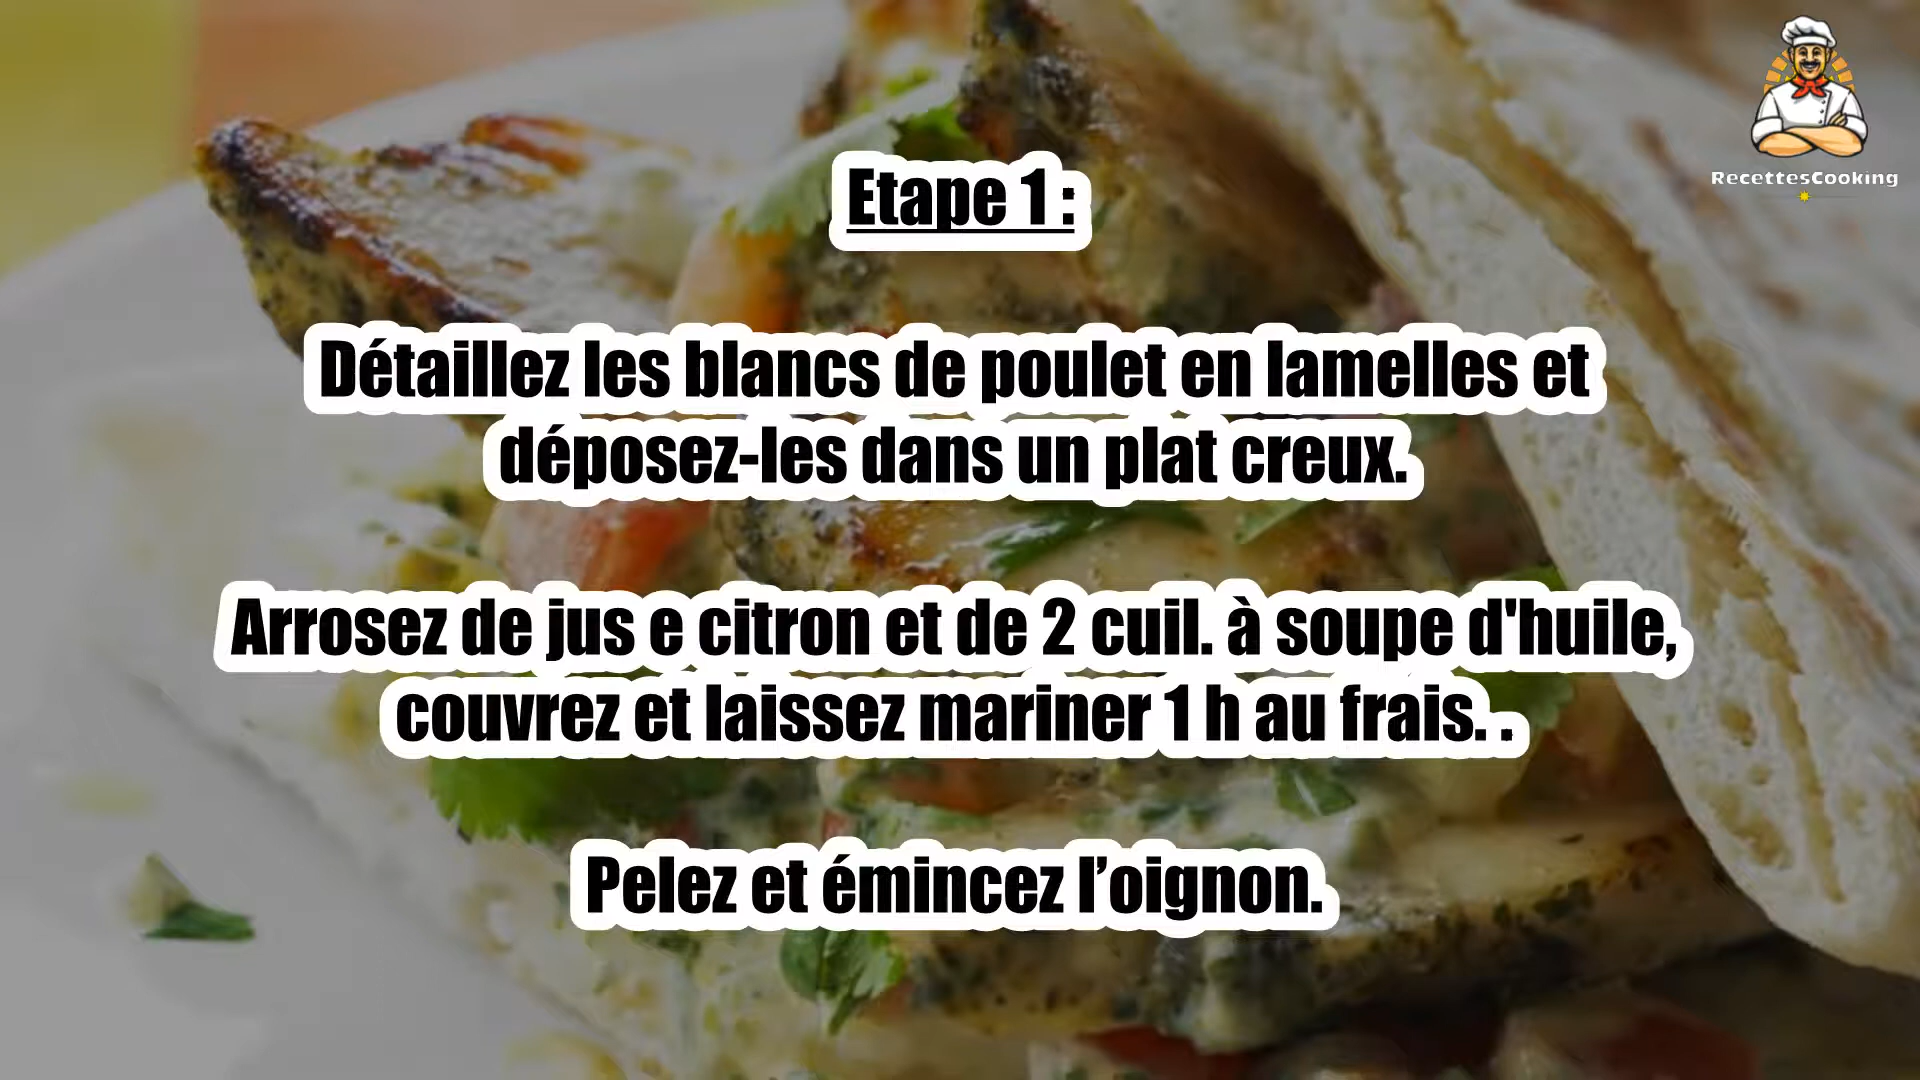 RecettesCooking
Etape 1 :
Détaillez les blancs de poulet en lamelles et
déposez-les dans un plat creux.
Arrosez de jus e citron et de 2 cuil. à soupe d'huile,
couvrez et laissez mariner 1 h au frais. .
Pelez et émincez l’oignon.